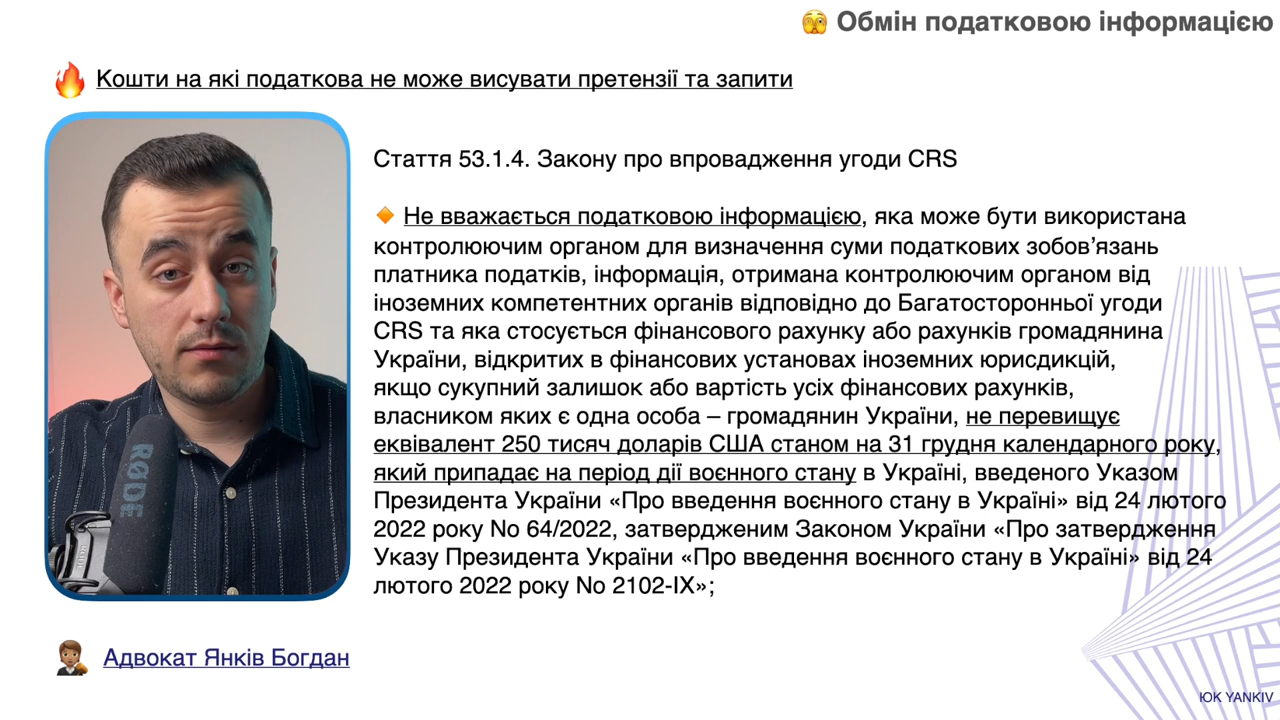 Обмін податковою інформацією
Кошти на які податкова не може висувати претензії та запити
Стаття 53.1.4. Закону про впровадження угоди CRS
Не вважається податковою інформацією, яка може бути використана
контролюючим органом для визначення суми податкових зобов’язань
платника податків, інформація, отримана контролюючим органом від
іноземних компетентних органів відповідно до Багатосторонньої угоди
CRS та яка стосується фінансового рахунку або рахунків громадянина
України, відкритих в фінансових установах іноземних юрисдикцій,
якщо сукупний залишок або вартість усіх фінансових рахунків,
власником яких є одна особа – громадянин України, не перевищує
еквівалент 250 тисяч доларів США станом на 31 грудня календарного року,
який припадає на період дії воєнного стану в Україні, введеного Указом
Президента України «Про введення воєнного стану в Україні» від 24 лютого
2022 року No 64/2022, затвердженим Законом України «Про затвердження
Указу Президента України «Про введення воєнного стану в Україні» від 24
лютого 2022 року No 2102-IX»;
RØDE
Адвокат Янків Богдан
ЮК YANKIV